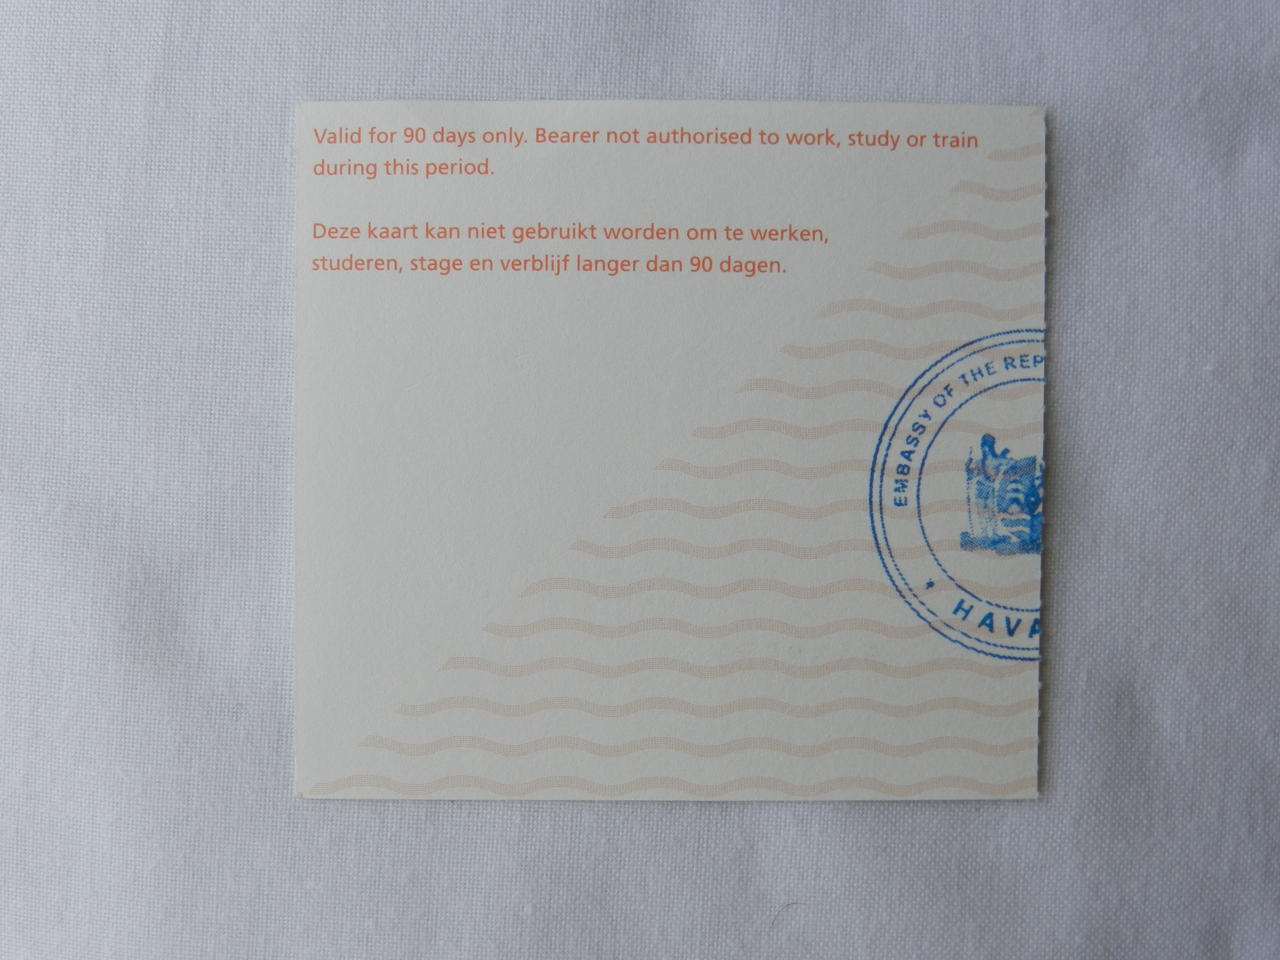 Valid for 90 days only. Bearer not authorised to work, study or train
during this period.
Deze kaart kan niet gebruikt worden om te werken,
studeren, stage en verblijf langer dan 90 dagen.
EMBASSY OF THE REP
* HAVA